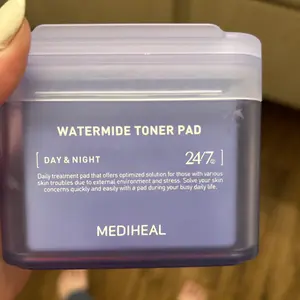 WATERMIDE TONER PAD
[ DAY & NIGHT 24/7 ]
Daily treatment pad that offers optimized solution for those with various
skin troubles due to external environment and stress. Solve your skin
concerns quickly and easily with a pad during your busy daily life.
MEDIHEAL